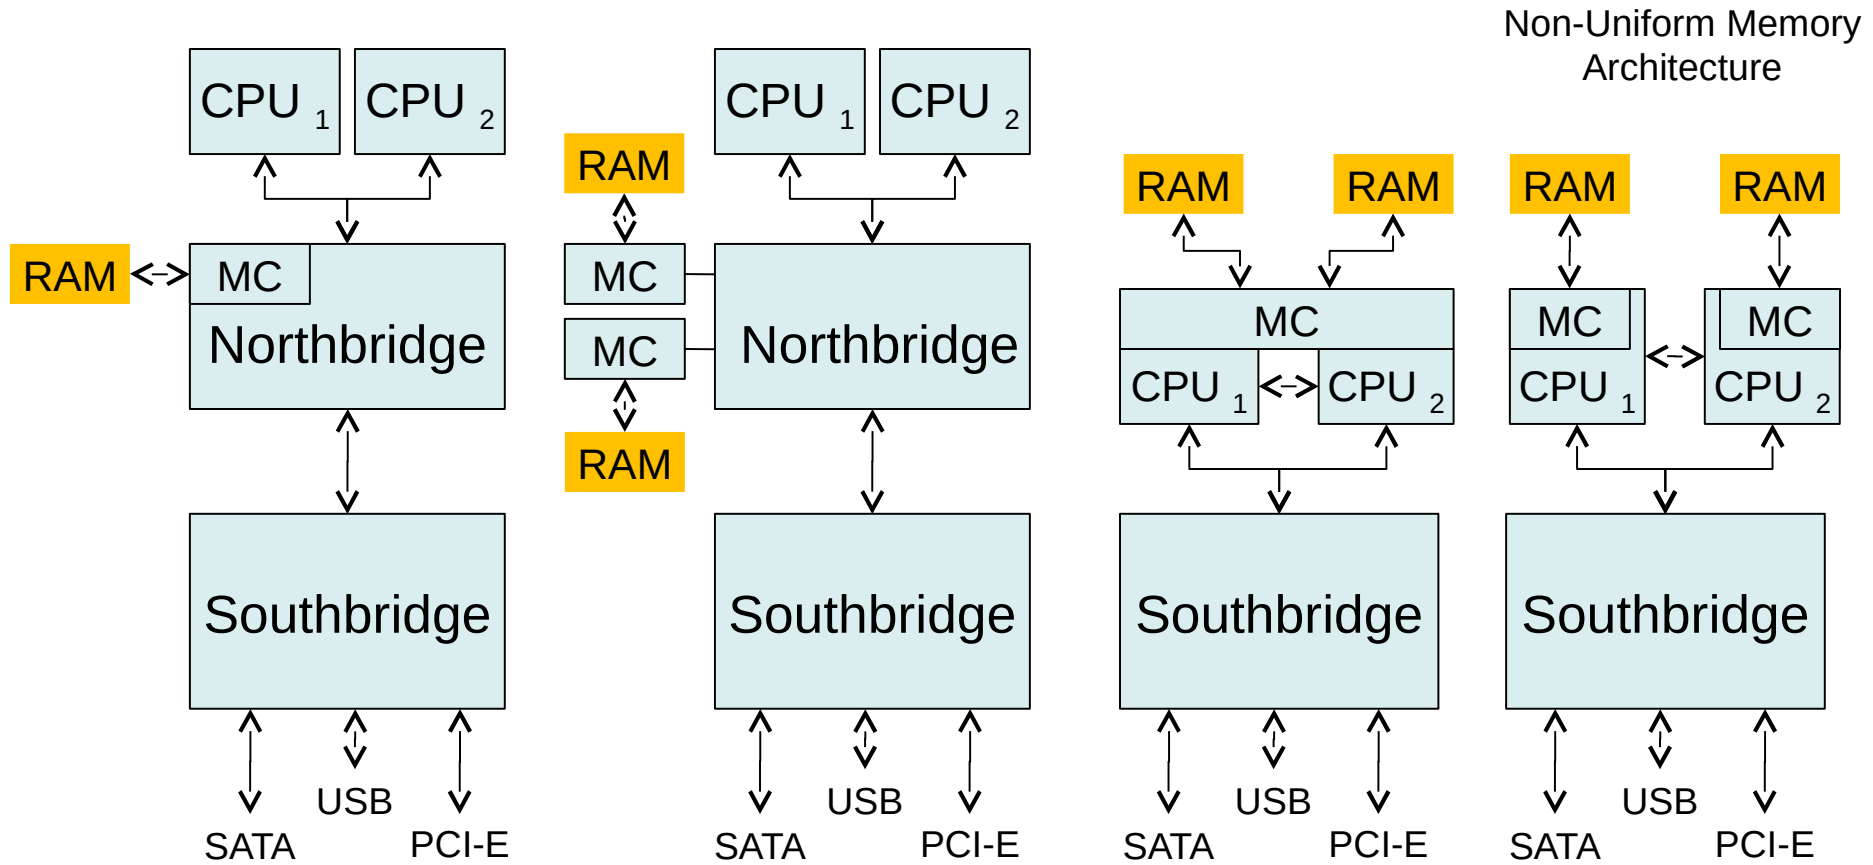 Non-Uniform Memory
Architecture
CPU 1
CPU 2
RAM
MC
Northbridge
Southbridge
SATA
USB
PCI-E
CPU 1
CPU 2
RAM
MC
MC
RAM
Northbridge
Southbridge
SATA
USB
PCI-E
RAM
RAM
MC
CPU 1
CPU 2
Southbridge
SATA
USB
PCI-E
RAM
RAM
MC
MC
CPU 1
CPU 2
Southbridge
SATA
USB
PCI-E